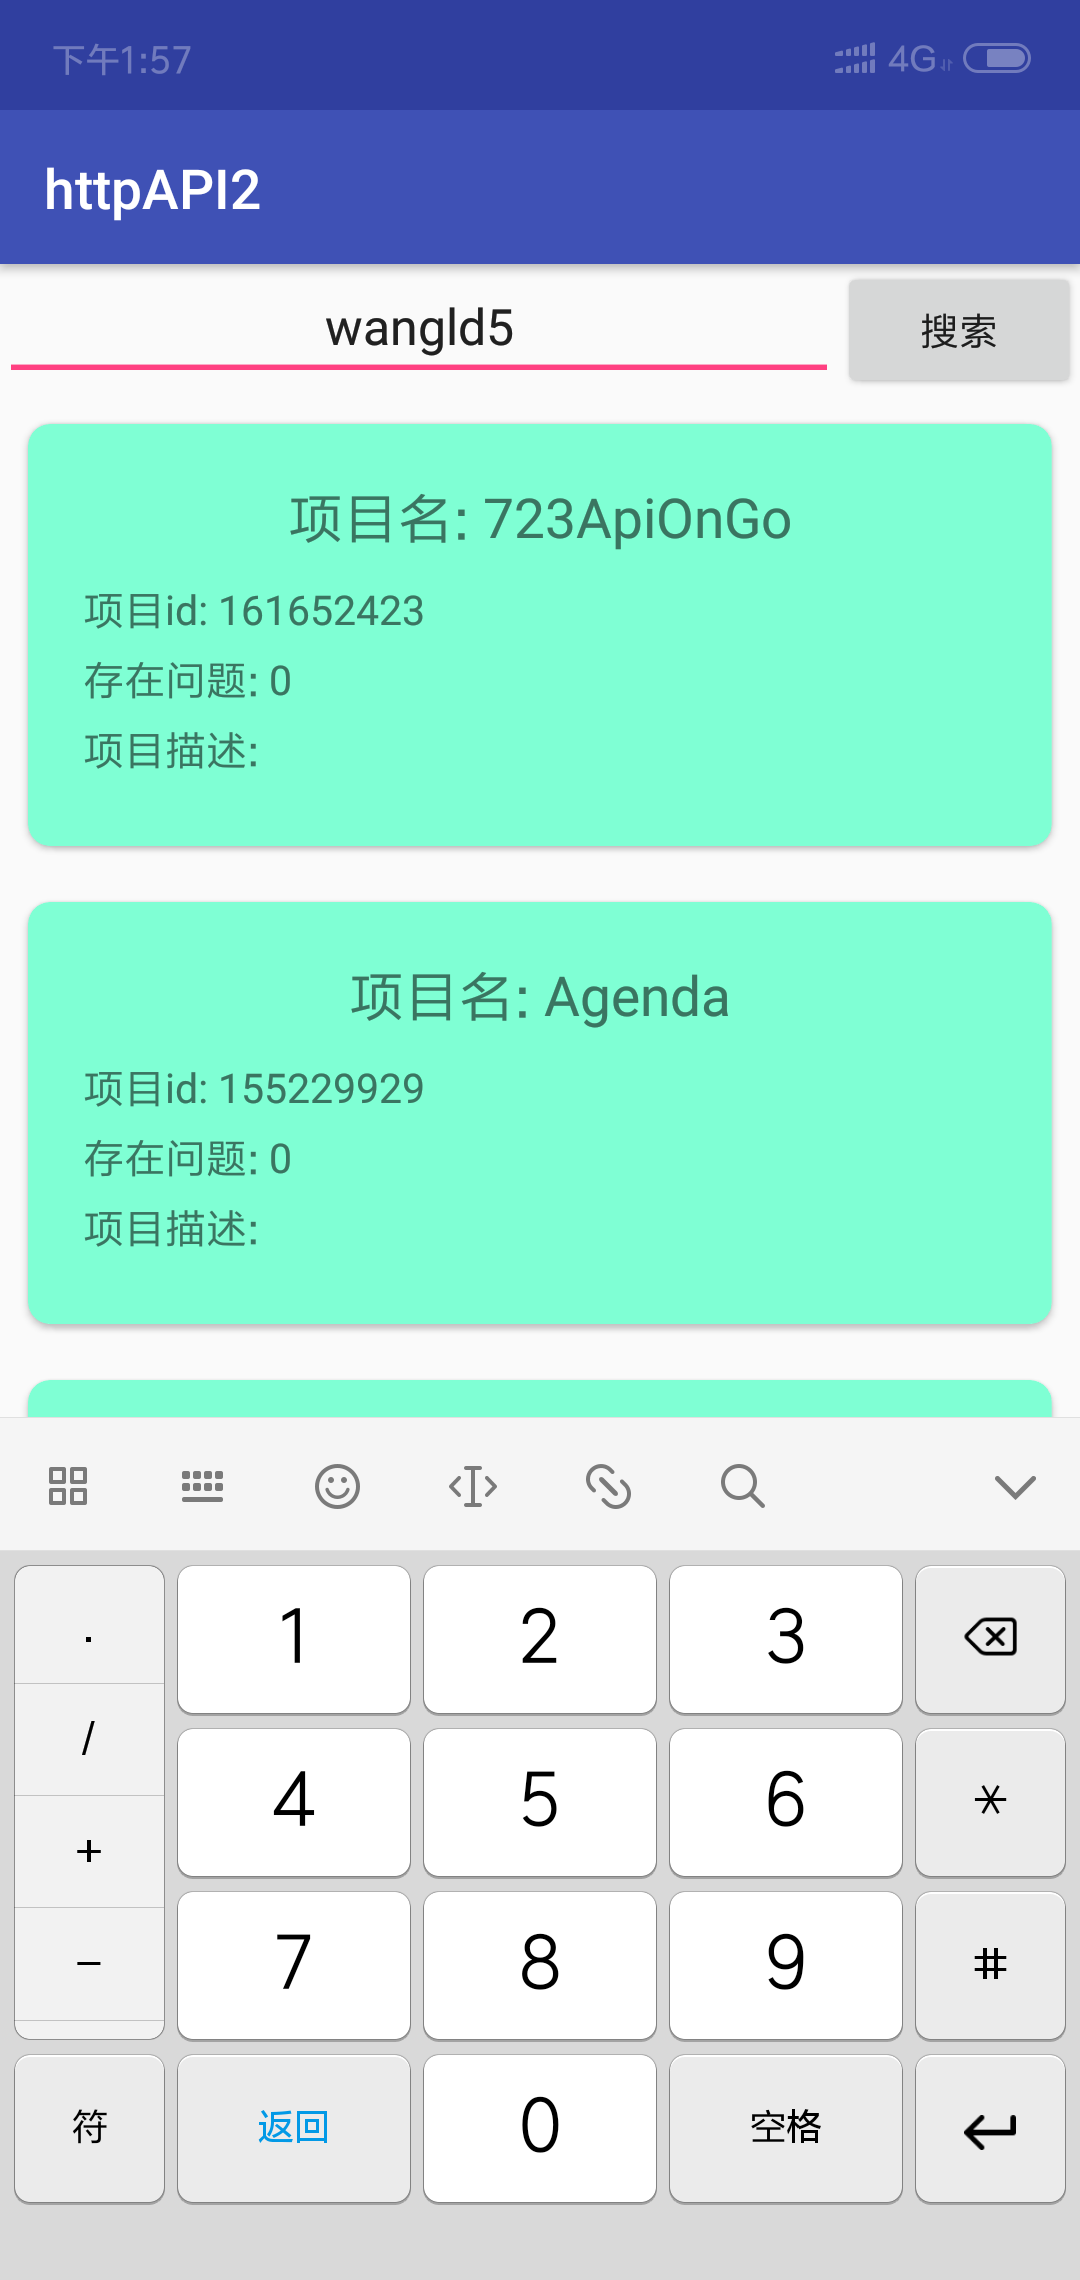 下午1:57 4G
httpAPI2
wangld5 搜索
项目名: 723ApiOnGo
项目id: 161652423
存在问题: 0
项目描述:
项目名: Agenda
项目id: 155229929
存在问题: 0
项目描述:
. 1 2 3
/ 4 5 6 *
+
- 7 8 9 #
符 返回 0 空格